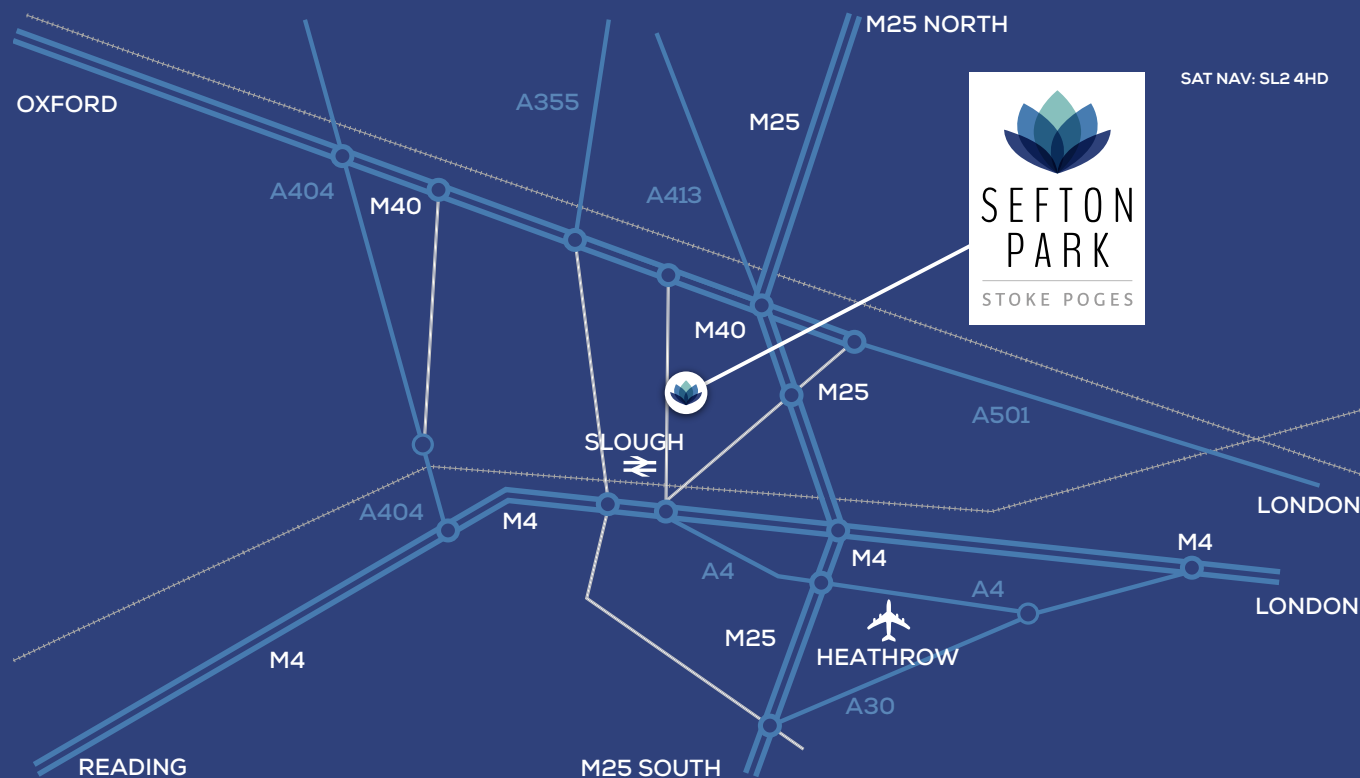 M25 NORTH
SAT NAV: SL2 4HD
OXFORD
A355
M25
A404
M40
A413
SEFTON
PARK
STOKE POGES
M40
M25
A501
SLOUGH
LONDON
A404
M4
M4
M4
A4
A4
LONDON
M25
HEATHROW
M4
A30
READING
M25 SOUTH